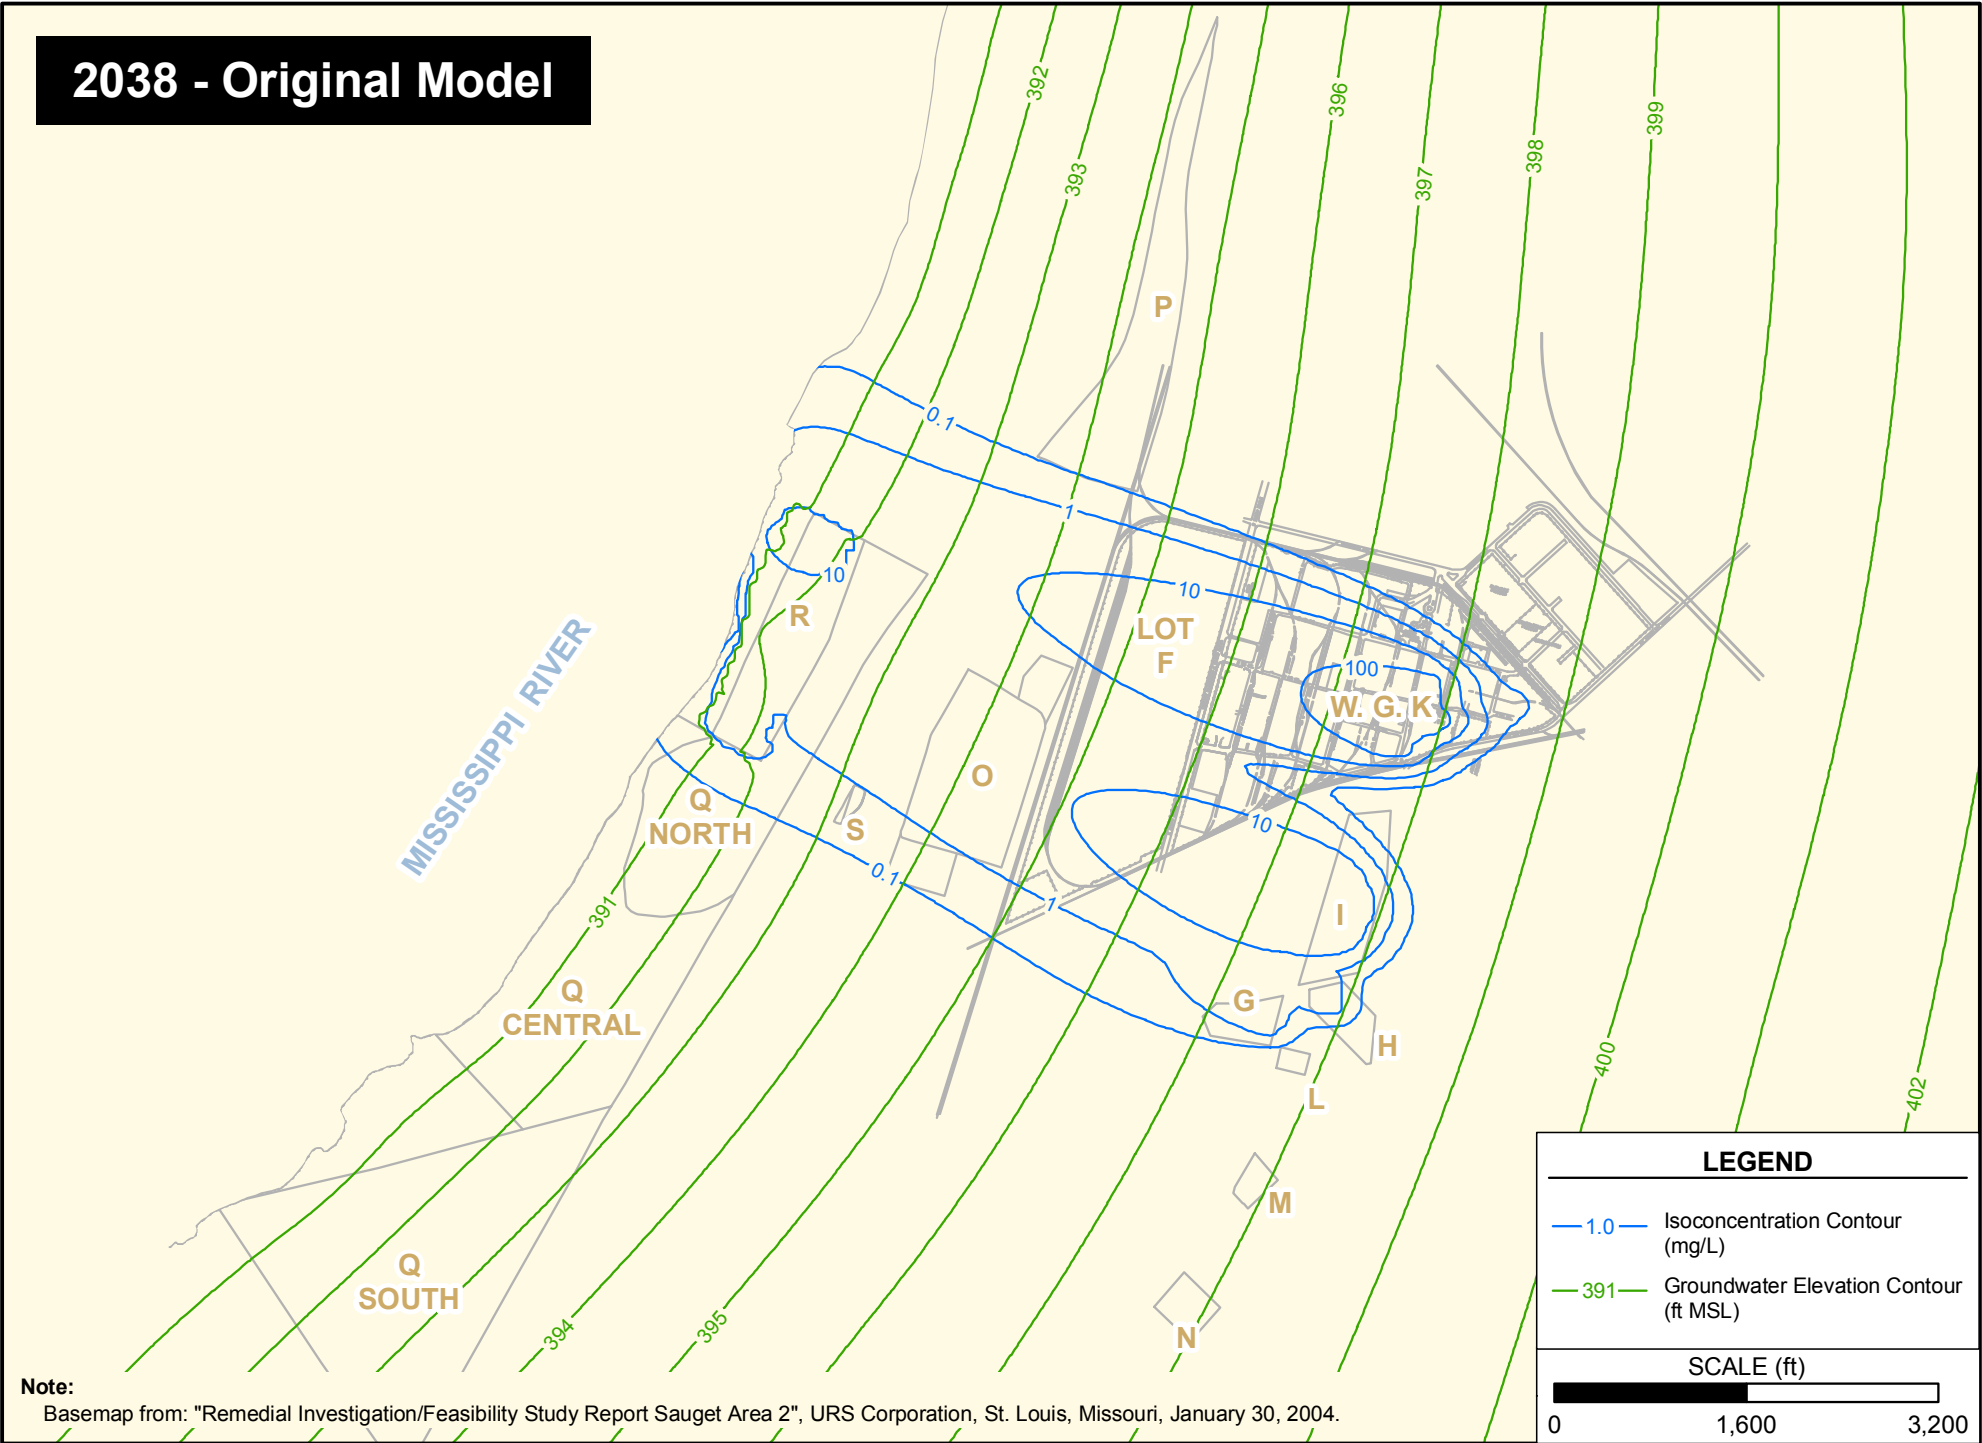 2038 - Original Model
392
396
399
398
393
397
P
0.1
1
10
10
R
LOT
F
100
W. G. K
MISSISSIPPI RIVER
O
Q
NORTH
S
10
0.1
1
391
I
Q
CENTRAL
G
H
400
L
402
M
Q
SOUTH
394
395
N
LEGEND
1.0
Isoconcentration Contour
(mg/L)
391
Groundwater Elevation Contour
(ft MSL)
SCALE (ft)
0
1,600
3,200
Note:
Basemap from: "Remedial Investigation/Feasibility Study Report Sauget Area 2", URS Corporation, St. Louis, Missouri, January 30, 2004.